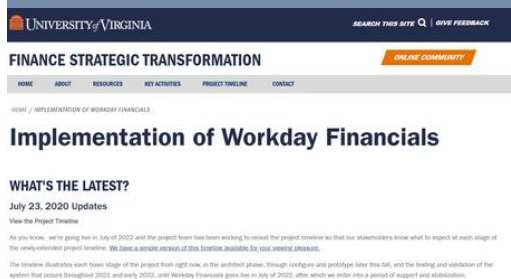 UNIVERSITY of VIRGINIA
SEARCH THIS SITE | GIVE FEEDBACK
FINANCE STRATEGIC TRANSFORMATION
ONLINE COMMUNITY
HOME ABOUT RESOURCES KEY ACTIVITIES PROJECT TIMELINE CONTACT
HOME / IMPLEMENTATION OF WORKDAY FINANCIALS
Implementation of Workday Financials
WHAT'S THE LATEST?
July 23, 2020 Updates
View the Project Timeline
As you know, we're going live in July of 2022 and the project team has been working to recast the project timeline so that our stakeholders know what to expect at each stage of
the newly-extended project timeline. We have a simple version of this timeline available for your viewing pleasure.
The timeline illustrates each basic stage of the project from right now, in the architect phase, through configure and prototype later this fall, and the testing and validation of the
system that occurs throughout 2021 and early 2022, until Workday Financials goes live in July of 2022, after which we enter into a period of support and stabilization.